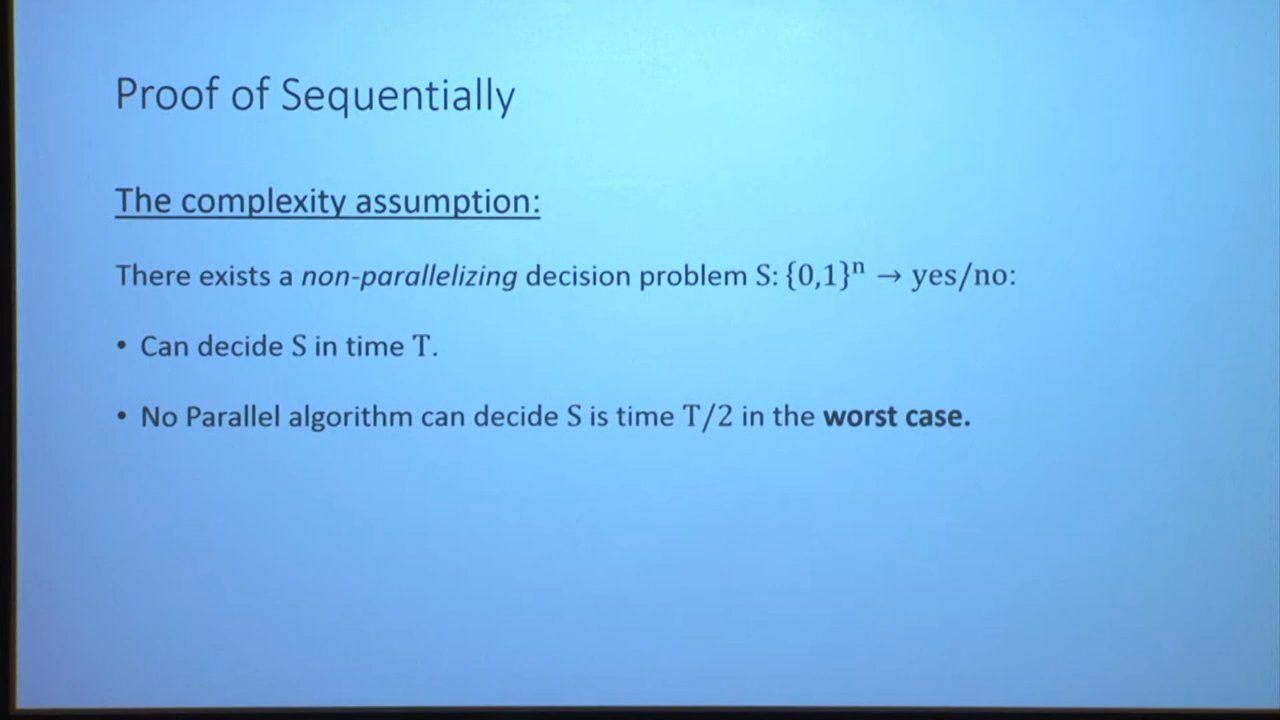 Proof of Sequentially
The complexity assumption:
There exists a non-parallelizing decision problem S: {0,1}ⁿ → yes/no:
• Can decide S in time T.
• No Parallel algorithm can decide S is time T/2 in the worst case.